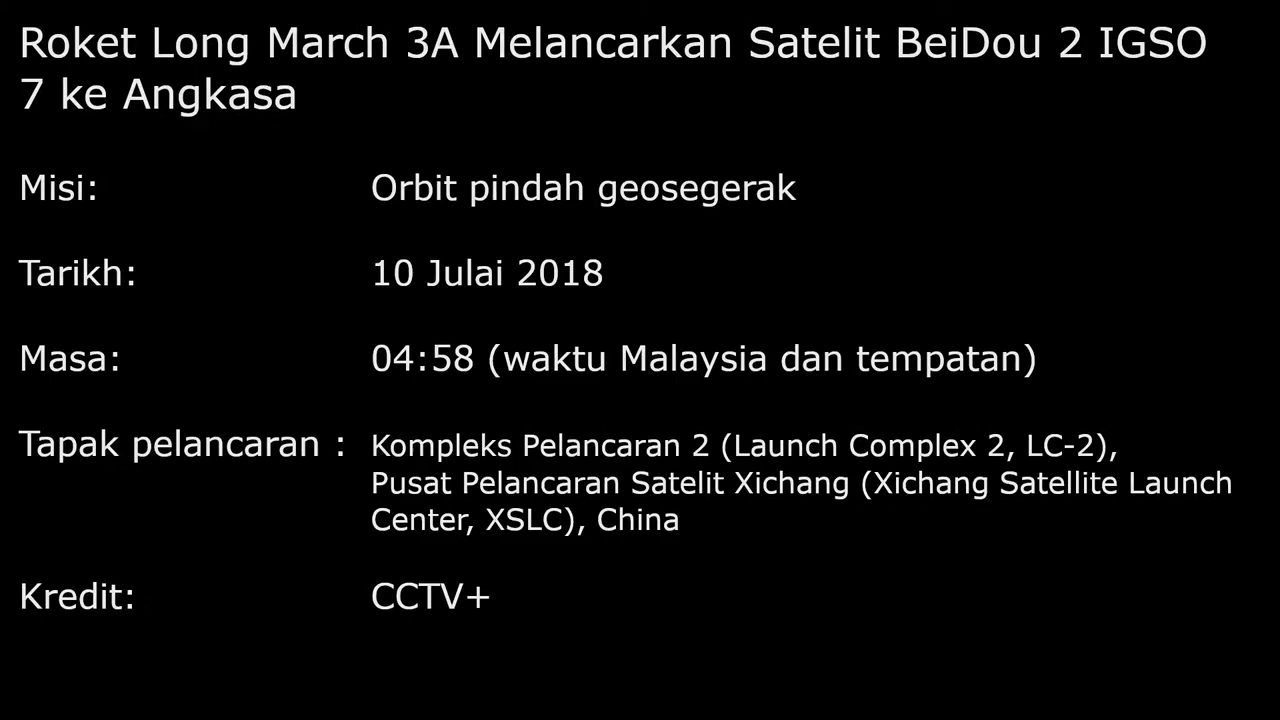 Roket Long March 3A Melancarkan Satelit BeiDou 2 IGSO
7 ke Angkasa
Misi: Orbit pindah geosegerak
Tarikh: 10 Julai 2018
Masa: 04:58 (waktu Malaysia dan tempatan)
Tapak pelancaran : Kompleks Pelancaran 2 (Launch Complex 2, LC-2),
Pusat Pelancaran Satelit Xichang (Xichang Satellite Launch
Center, XSLC), China
Kredit: CCTV+